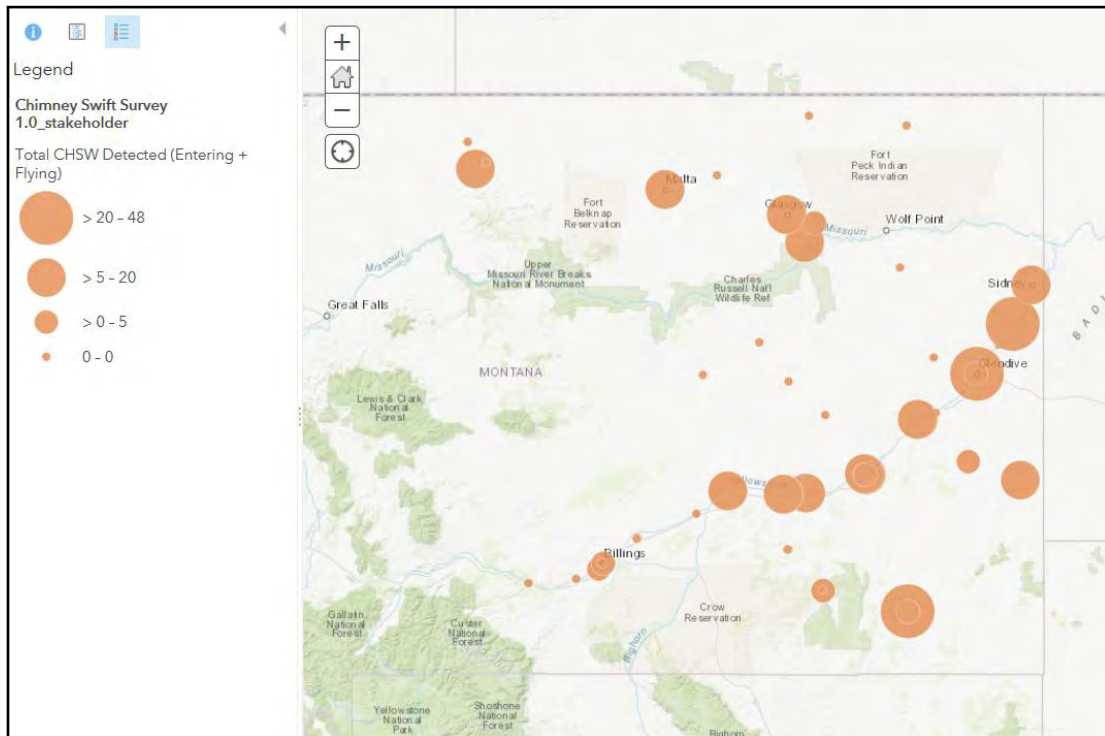 Legend
Chimney Swift Survey
1.0_stakeholder
Total CHSW Detected (Entering +
Flying)
> 20 - 48
> 5 - 20
> 0 - 5
0 - 0
+
−
Fort
Peck Indian
Reservation
Malta
Fort
Belknap
Reservation
Glasgow
Missouri
Wolf Point
Missouri
Upper
Missouri River Breaks
National Monument
Charles
Russell Nat'l
Wildlife Ref
Sidney
Great Falls
BADL
MONTANA
Glendive
Lewis & Clark
National
Forest
Yellowstone
Billings
Crow
Reservation
Gallatin
National
Forest
Custer
National
Forest
Bighorn
Yellowstone
National
Park
Shoshone
National
Forest
Bighorn